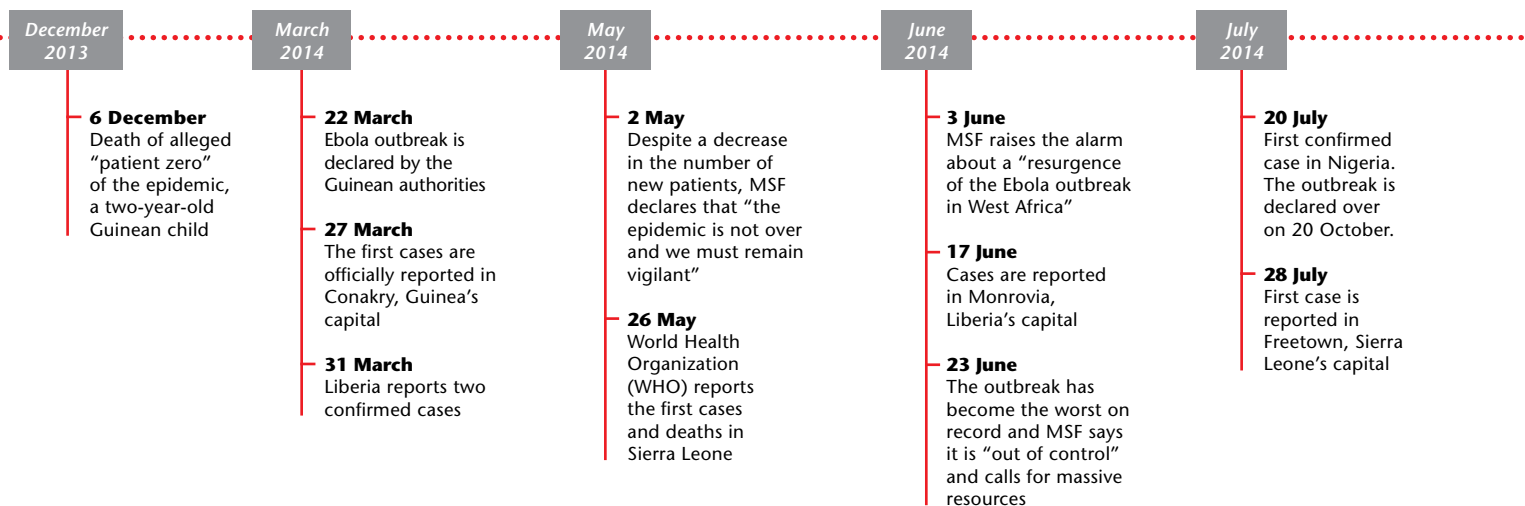 December
2013
6 December
Death of alleged
“patient zero”
of the epidemic,
a two-year-old
Guinean child
March
2014
22 March
Ebola outbreak is
declared by the
Guinean authorities
27 March
The first cases are
officially reported in
Conakry, Guinea’s
capital
31 March
Liberia reports two
confirmed cases
May
2014
2 May
Despite a decrease
in the number of
new patients, MSF
declares that “the
epidemic is not over
and we must remain
vigilant”
26 May
World Health
Organization
(WHO) reports
the first cases
and deaths in
Sierra Leone
June
2014
3 June
MSF raises the alarm
about a “resurgence
of the Ebola outbreak
in West Africa”
17 June
Cases are reported
in Monrovia,
Liberia’s capital
23 June
The outbreak has
become the worst on
record and MSF says
it is “out of control”
and calls for massive
resources
July
2014
20 July
First confirmed
case in Nigeria.
The outbreak is
declared over
on 20 October.
28 July
First case is
reported in
Freetown, Sierra
Leone’s capital